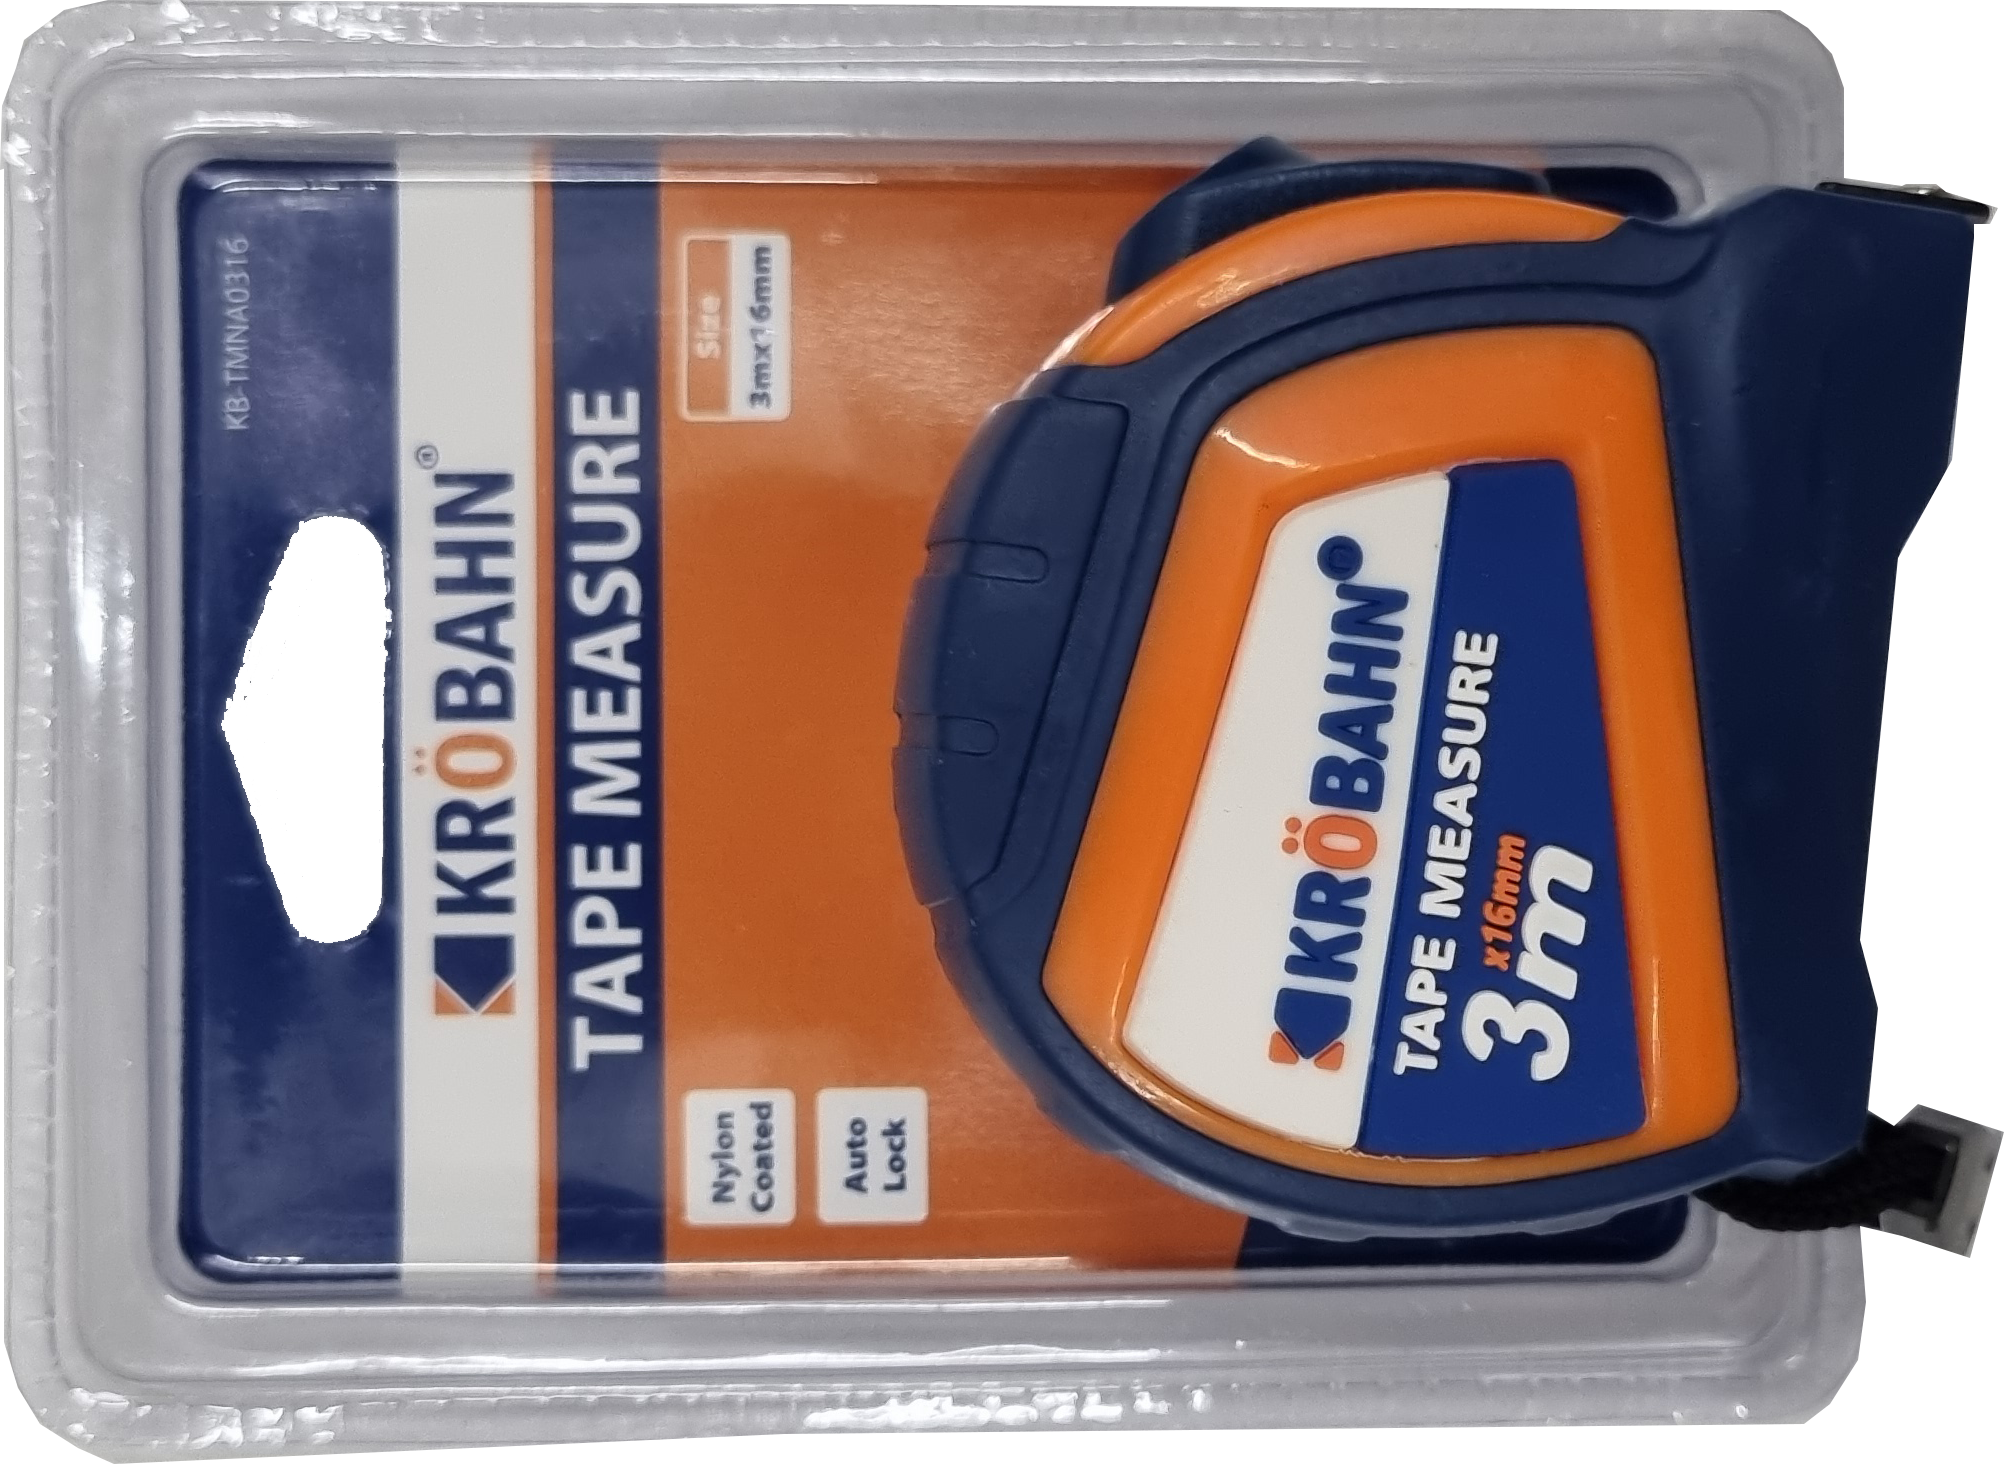 KB-TMNA0316
KRÖBAHN®
TAPE MEASURE
Nylon
Coated
Auto
Lock
Size
3mx16mm
KRÖBAHN®
TAPE MEASURE
x16mm
3m